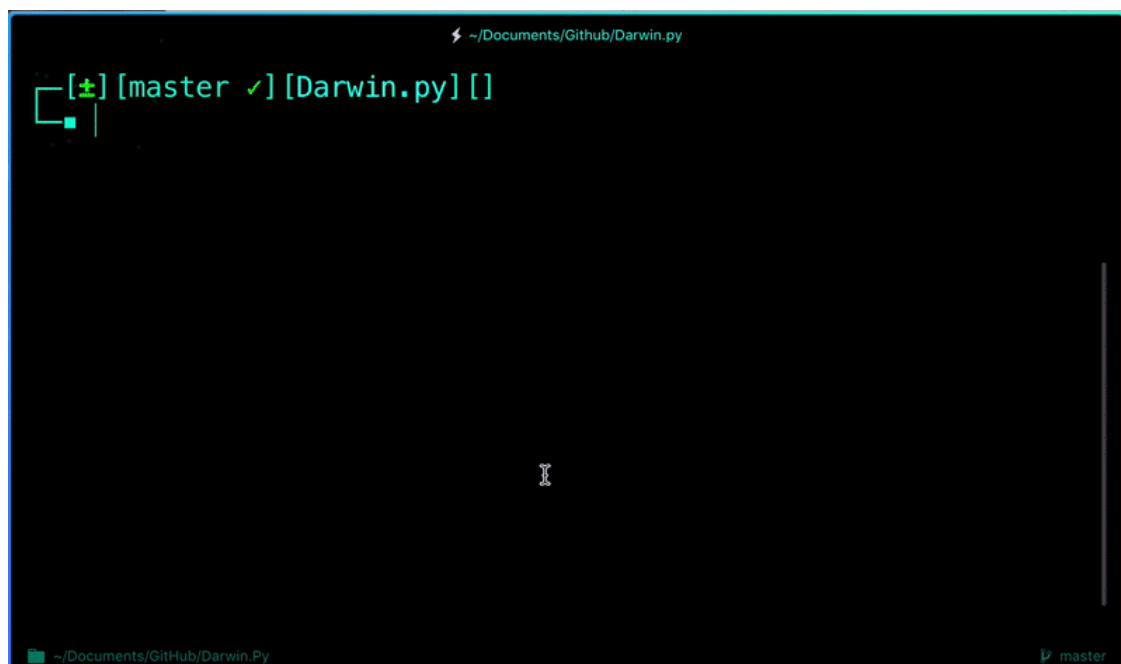 ⚡ ~/Documents/Github/Darwin.py
┌─[±][master ✓][Darwin.py][]
└─▪
~/Documents/GitHub/Darwin.Py
master